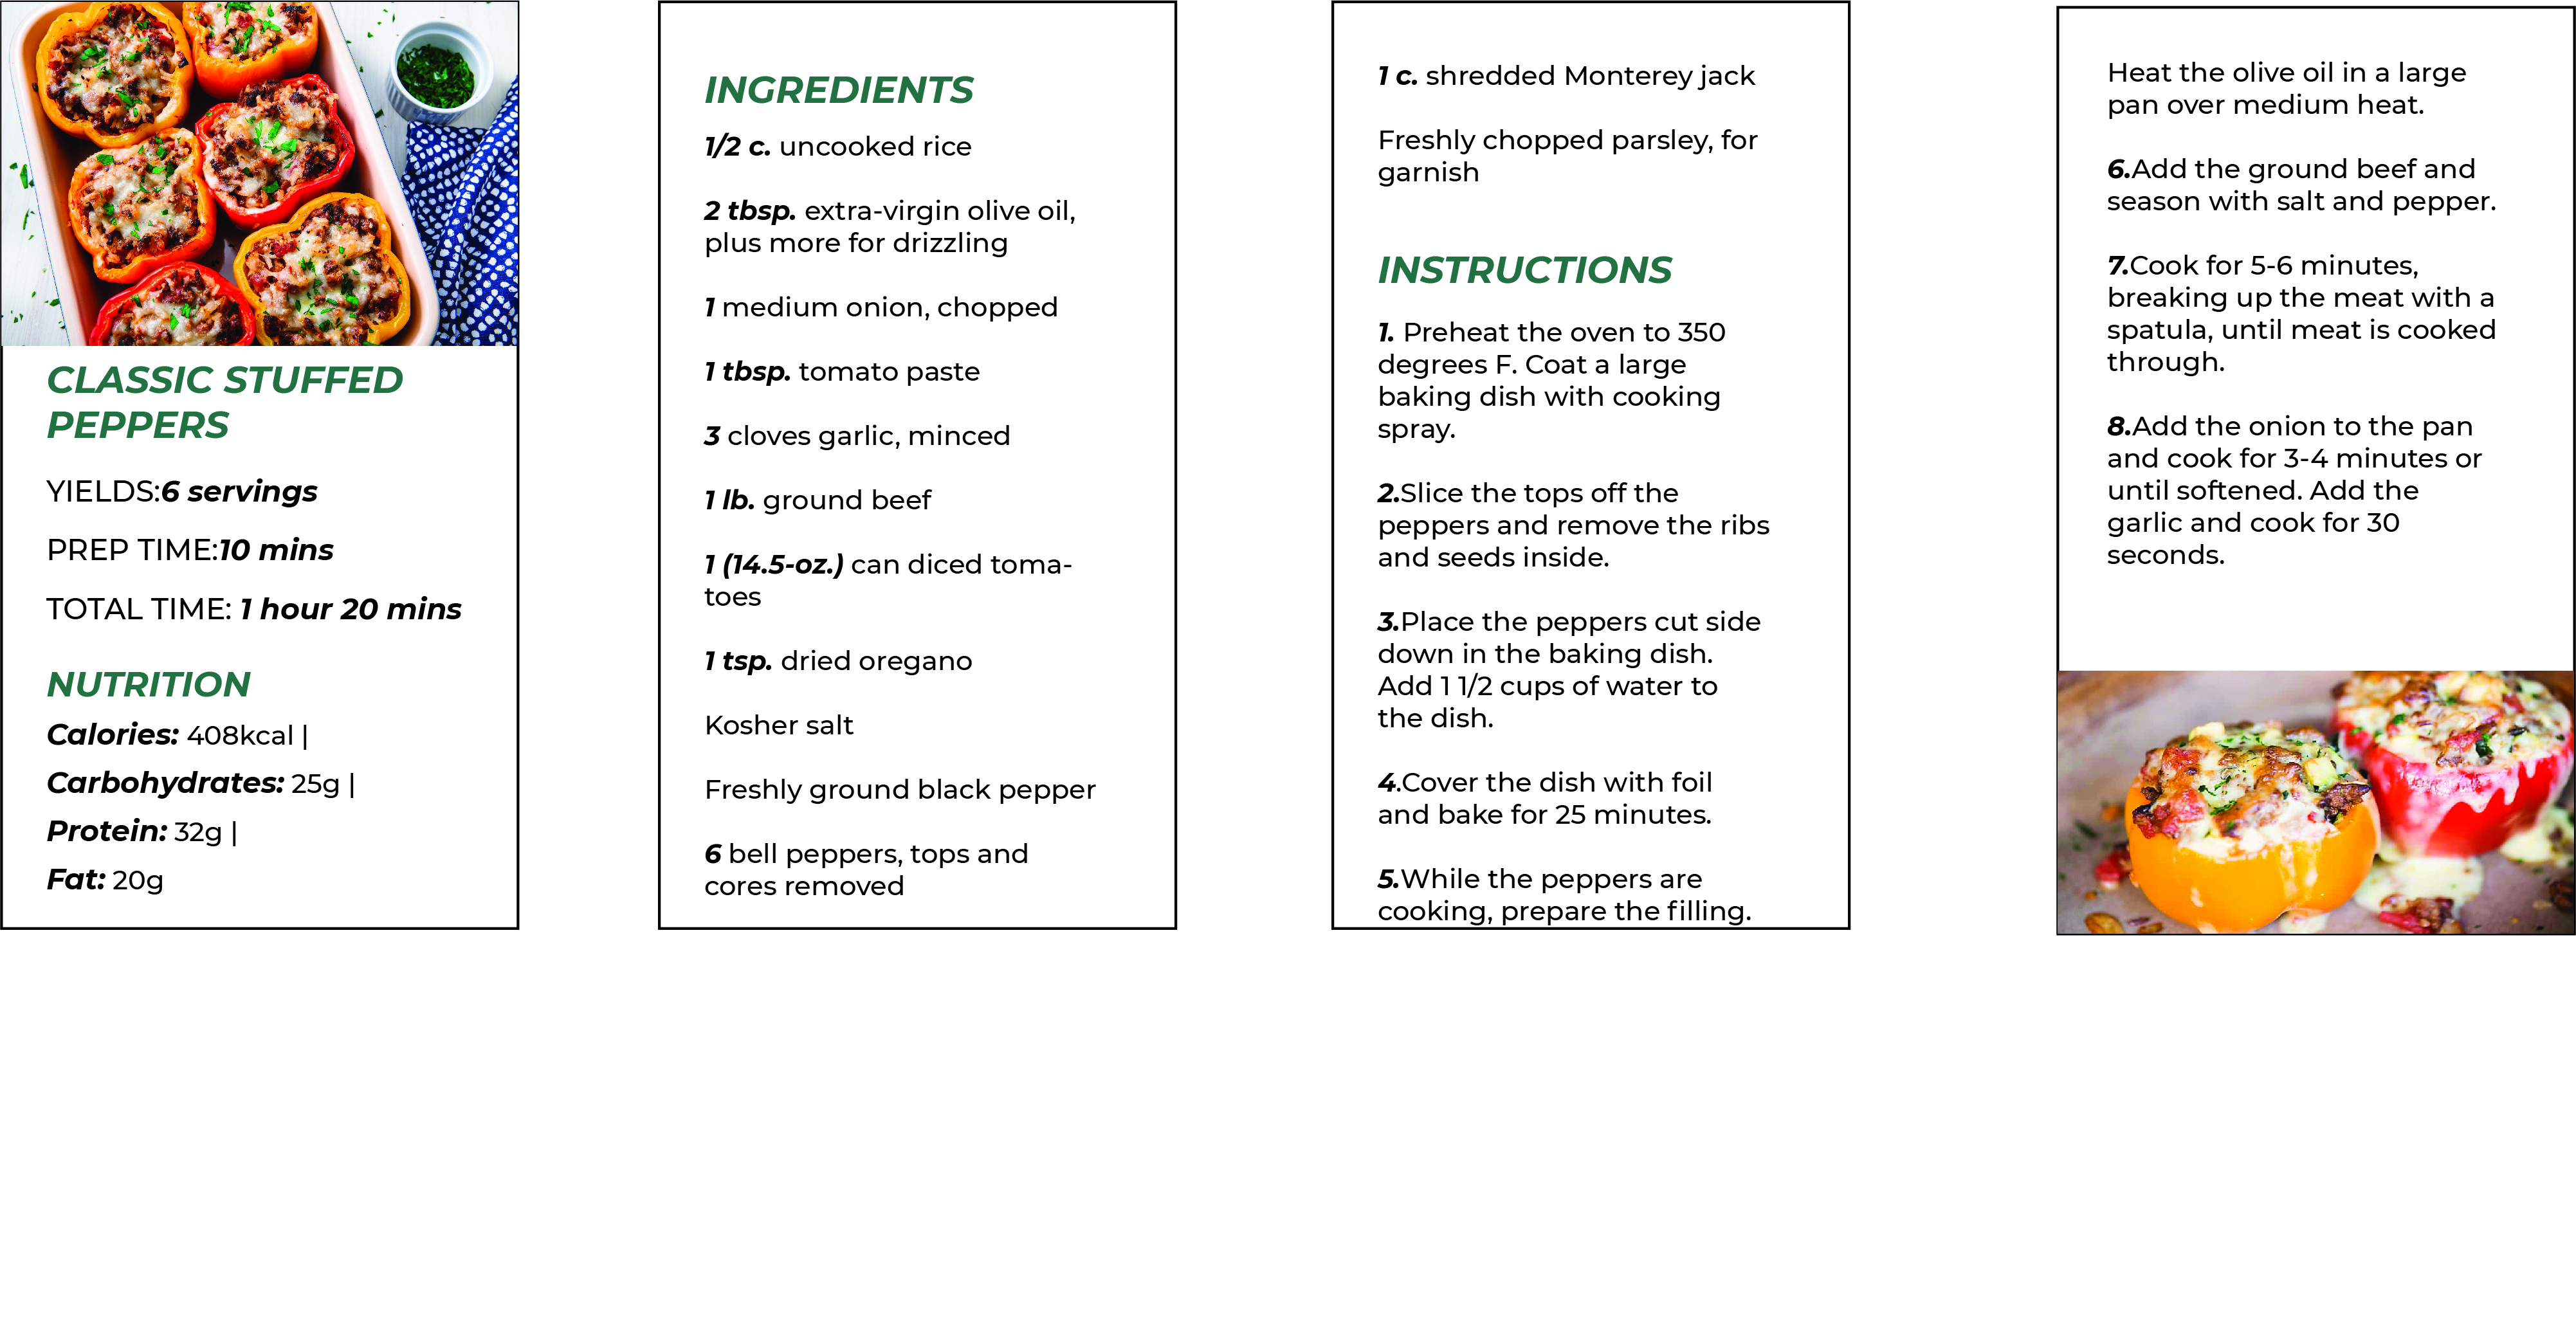 CLASSIC STUFFED
PEPPERS
YIELDS:6 servings
PREP TIME:10 mins
TOTAL TIME: 1 hour 20 mins
NUTRITION
Calories: 408kcal |
Carbohydrates: 25g |
Protein: 32g |
Fat: 20g
INGREDIENTS
1/2 c. uncooked rice
2 tbsp. extra-virgin olive oil,
plus more for drizzling
1 medium onion, chopped
1 tbsp. tomato paste
3 cloves garlic, minced
1 lb. ground beef
1 (14.5-oz.) can diced toma-
toes
1 tsp. dried oregano
Kosher salt
Freshly ground black pepper
6 bell peppers, tops and
cores removed
1 c. shredded Monterey jack
Freshly chopped parsley, for
garnish
INSTRUCTIONS
1. Preheat the oven to 350
degrees F. Coat a large
baking dish with cooking
spray.
2.Slice the tops off the
peppers and remove the ribs
and seeds inside.
3.Place the peppers cut side
down in the baking dish.
Add 1 1/2 cups of water to
the dish.
4.Cover the dish with foil
and bake for 25 minutes.
5.While the peppers are
cooking, prepare the filling.
Heat the olive oil in a large
pan over medium heat.
6.Add the ground beef and
season with salt and pepper.
7.Cook for 5-6 minutes,
breaking up the meat with a
spatula, until meat is cooked
through.
8.Add the onion to the pan
and cook for 3-4 minutes or
until softened. Add the
garlic and cook for 30
seconds.